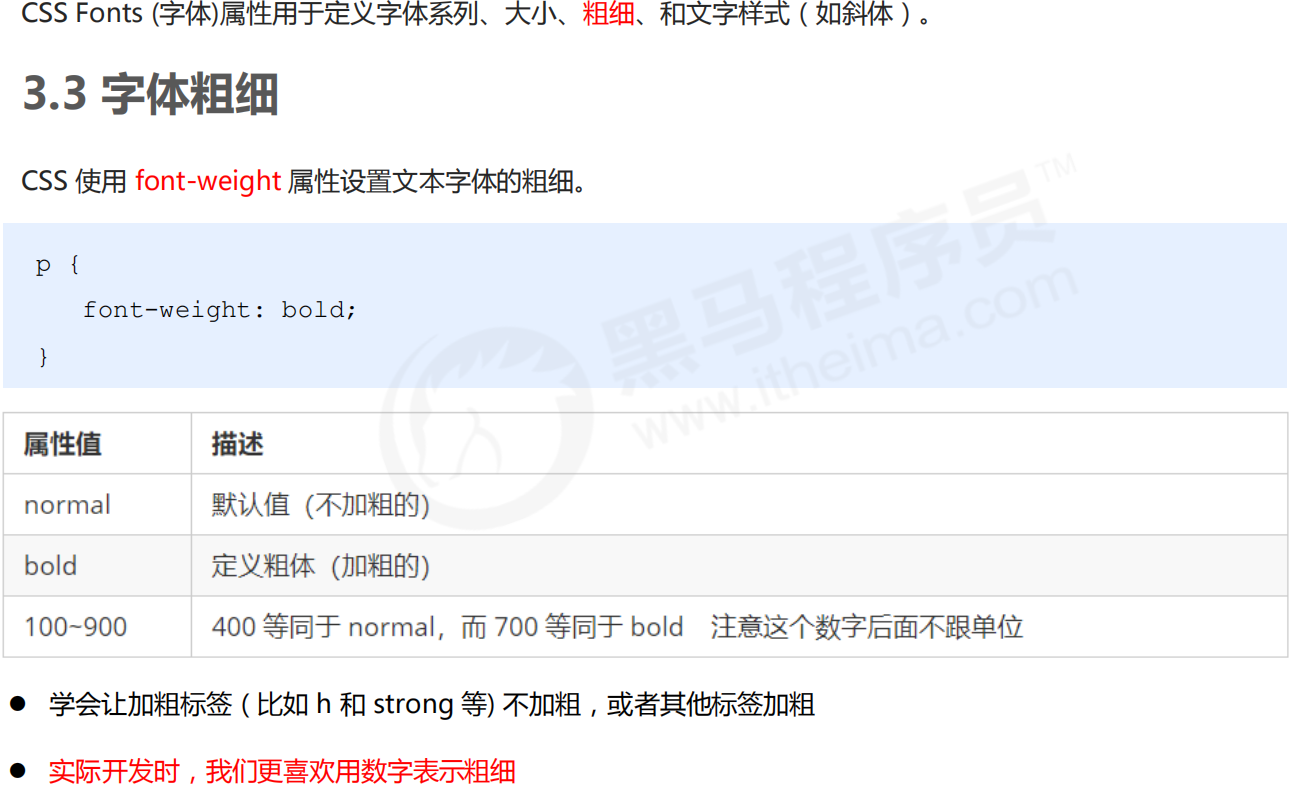 CSS Fonts (字体)属性用于定义字体系列、大小、粗细、和文字样式（如斜体）。
3.3 字体粗细
CSS 使用 font-weight 属性设置文本字体的粗细。
p {
font-weight: bold;
}
黑马程序员™
www.itheima.com
属性值 描述
normal 默认值（不加粗的）
bold 定义粗体（加粗的）
100~900 400 等同于 normal，而 700 等同于 bold 注意这个数字后面不跟单位
● 学会让加粗标签（比如 h 和 strong 等) 不加粗，或者其他标签加粗
● 实际开发时，我们更喜欢用数字表示粗细